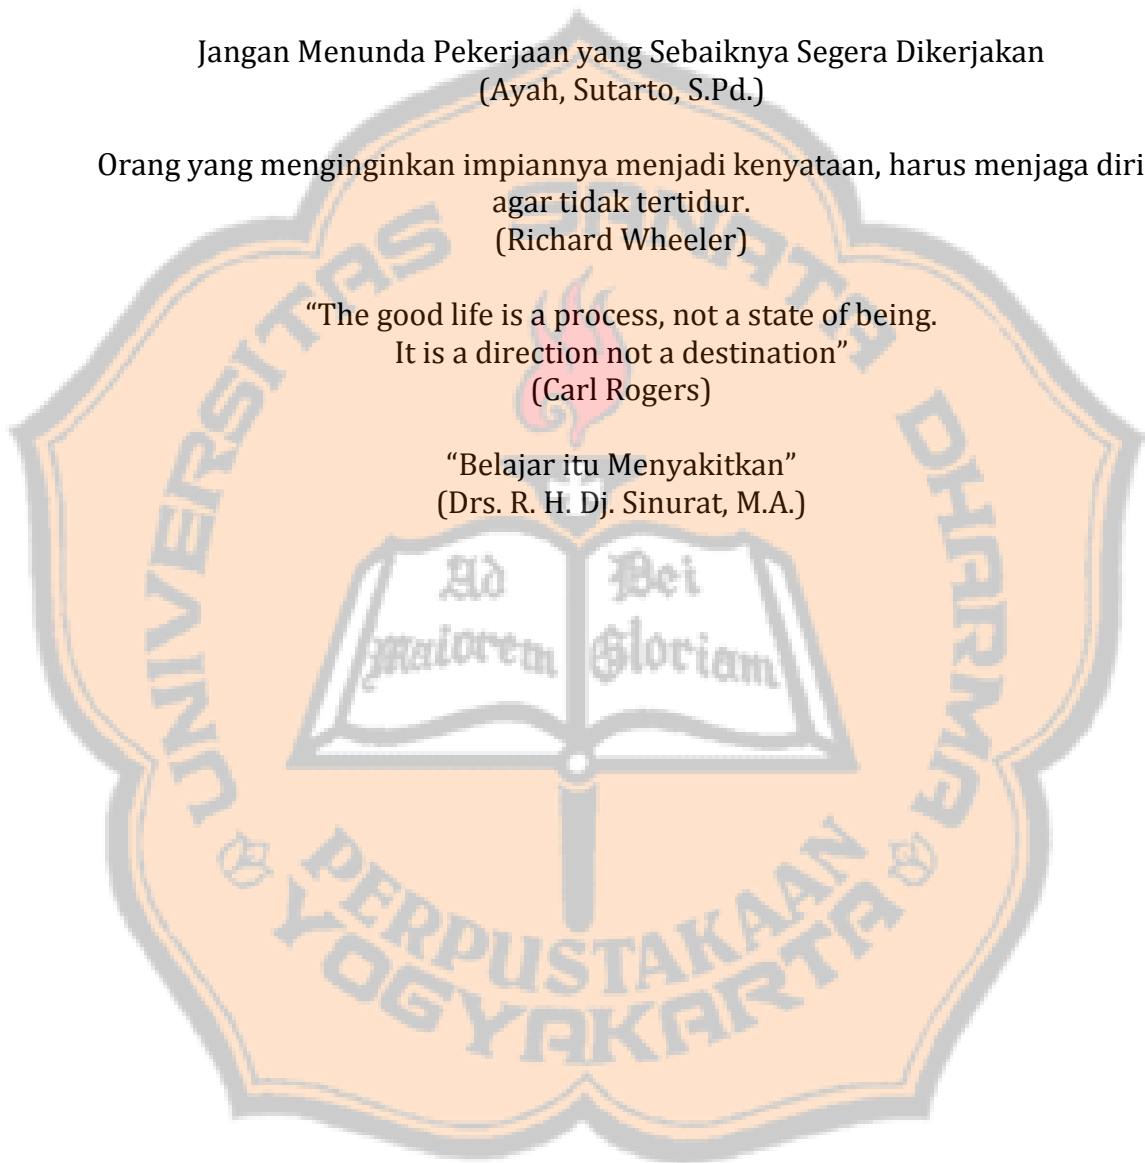 Jangan Menunda Pekerjaan yang Sebaiknya Segera Dikerjakan
(Ayah, Sutarto, S.Pd.)
Orang yang menginginkan impiannya menjadi kenyataan, harus menjaga diri
agar tidak tertidur.
(Richard Wheeler)
“The good life is a process, not a state of being.
It is a direction not a destination”
(Carl Rogers)
“Belajar itu Menyakitkan”
(Drs. R. H. Dj. Sinurat, M.A.)
UNIVERSITAS SANATA DHARMA
Ad Dei
Maiorem Gloriam
PERPUSTAKAAN
YOGYAKARTA